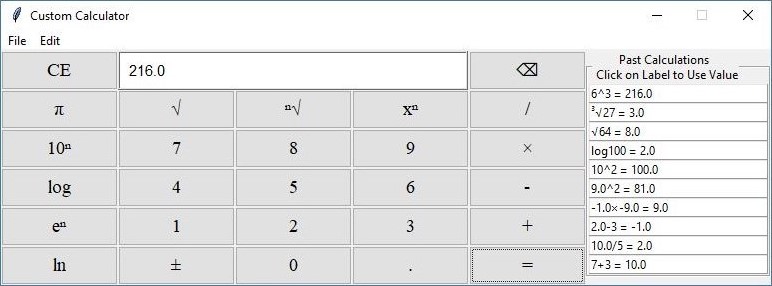 Custom Calculator
File Edit
CE 216.0 ⌫
π √ ⁿ√ xⁿ /
10ⁿ 7 8 9 ×
log 4 5 6 -
eⁿ 1 2 3 +
ln ± 0 . =
Past Calculations
Click on Label to Use Value
6^3 = 216.0
³√27 = 3.0
√64 = 8.0
log100 = 2.0
10^2 = 100.0
9.0^2 = 81.0
-1.0×-9.0 = 9.0
2.0-3 = -1.0
10.0/5 = 2.0
7+3 = 10.0